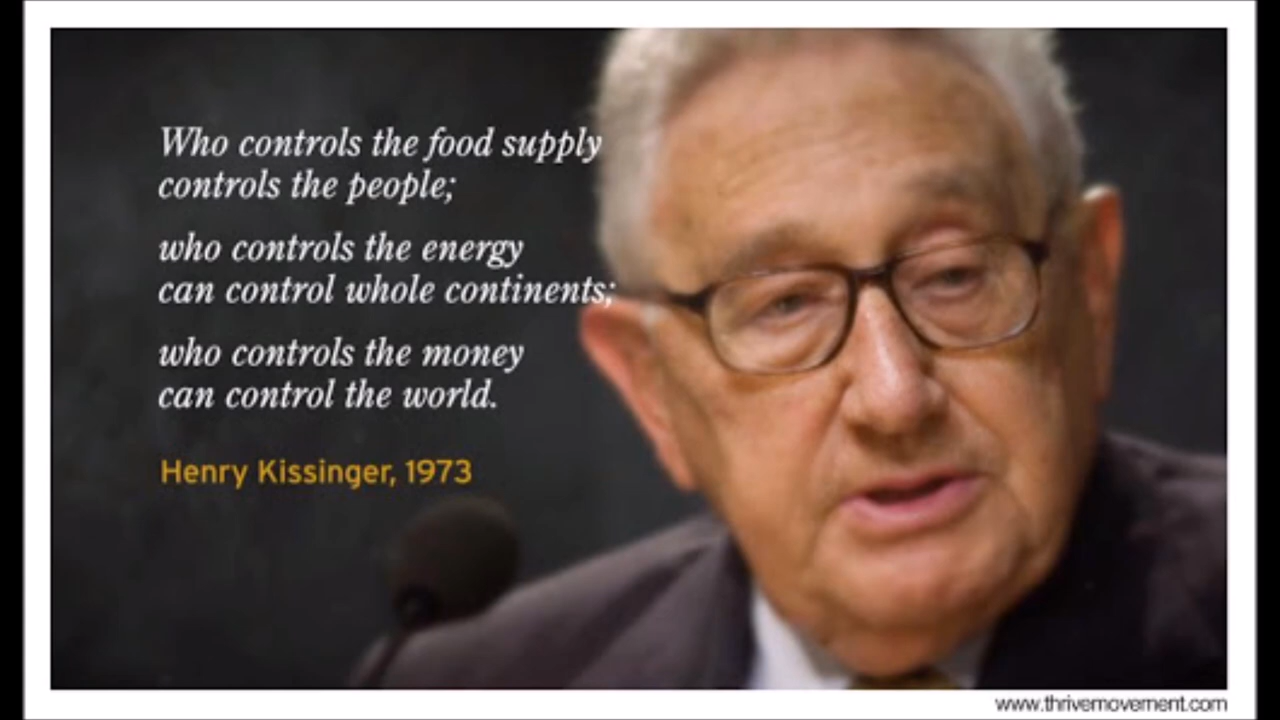 Who controls the food supply
controls the people;
who controls the energy
can control whole continents;
who controls the money
can control the world.
Henry Kissinger, 1973
www.thrivemovement.com